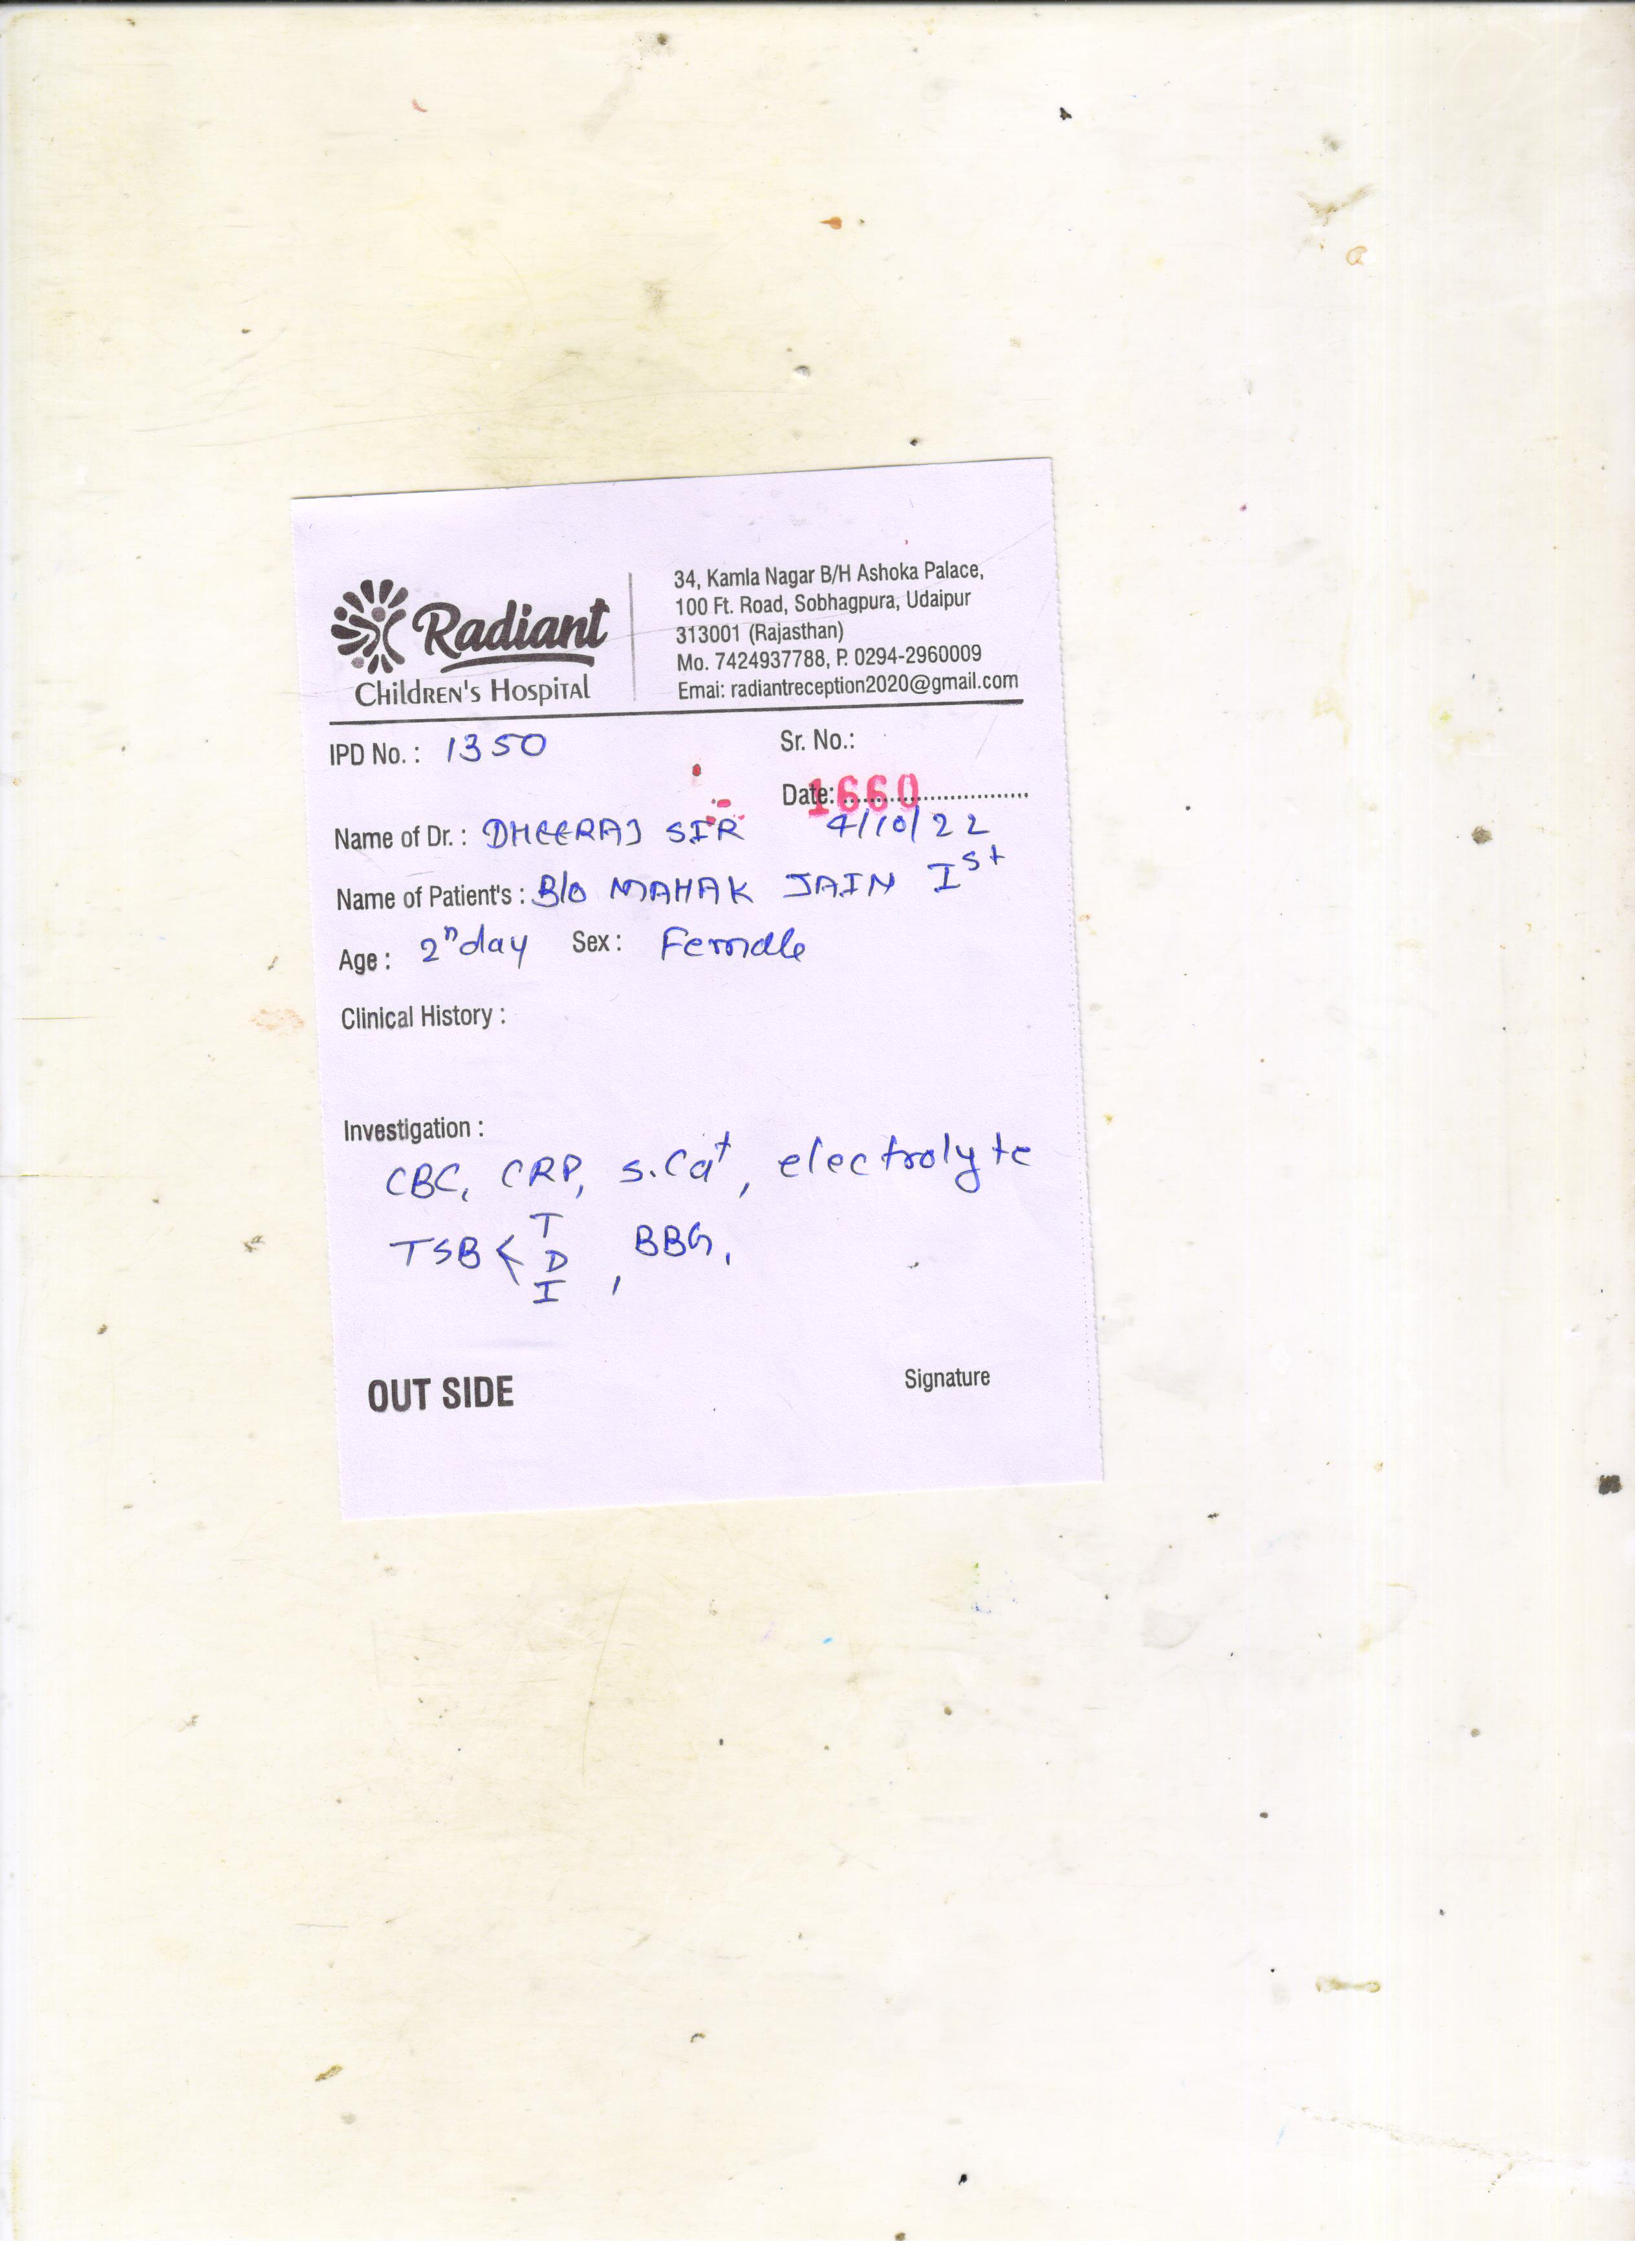 Radiant
Children's Hospital
34, Kamla Nagar B/H Ashoka Palace,
100 Ft. Road, Sobhagpura, Udaipur
313001 (Rajasthan)
Mo. 7424937788, P. 0294-2960009
Emai: radiantreception2020@gmail.com
IPD No. : 1350
Sr. No.:
1660
Date:..............................
4/10/22
Name of Dr. : DHEERAJ SIR
Name of Patient's : B/o MAHAK JAIN Ist
Age : 2n day Sex : Female
Clinical History :
Investigation :
CBC, CRP, S.Ca+, electrolyte
TSB < T D I , BBG,
OUT SIDE
Signature